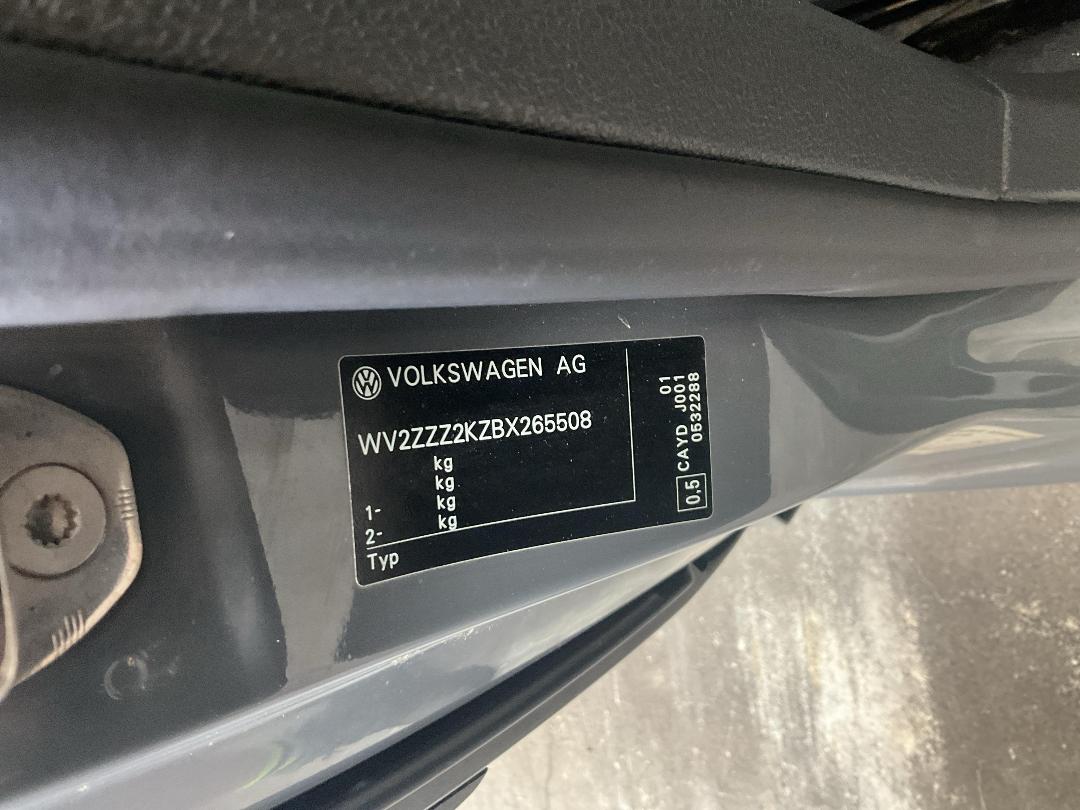 VOLKSWAGEN AG
WV2ZZZ2KZBX265508
kg
kg
1- kg
2- kg
Typ
0.5 CAYD J001 01
0532288